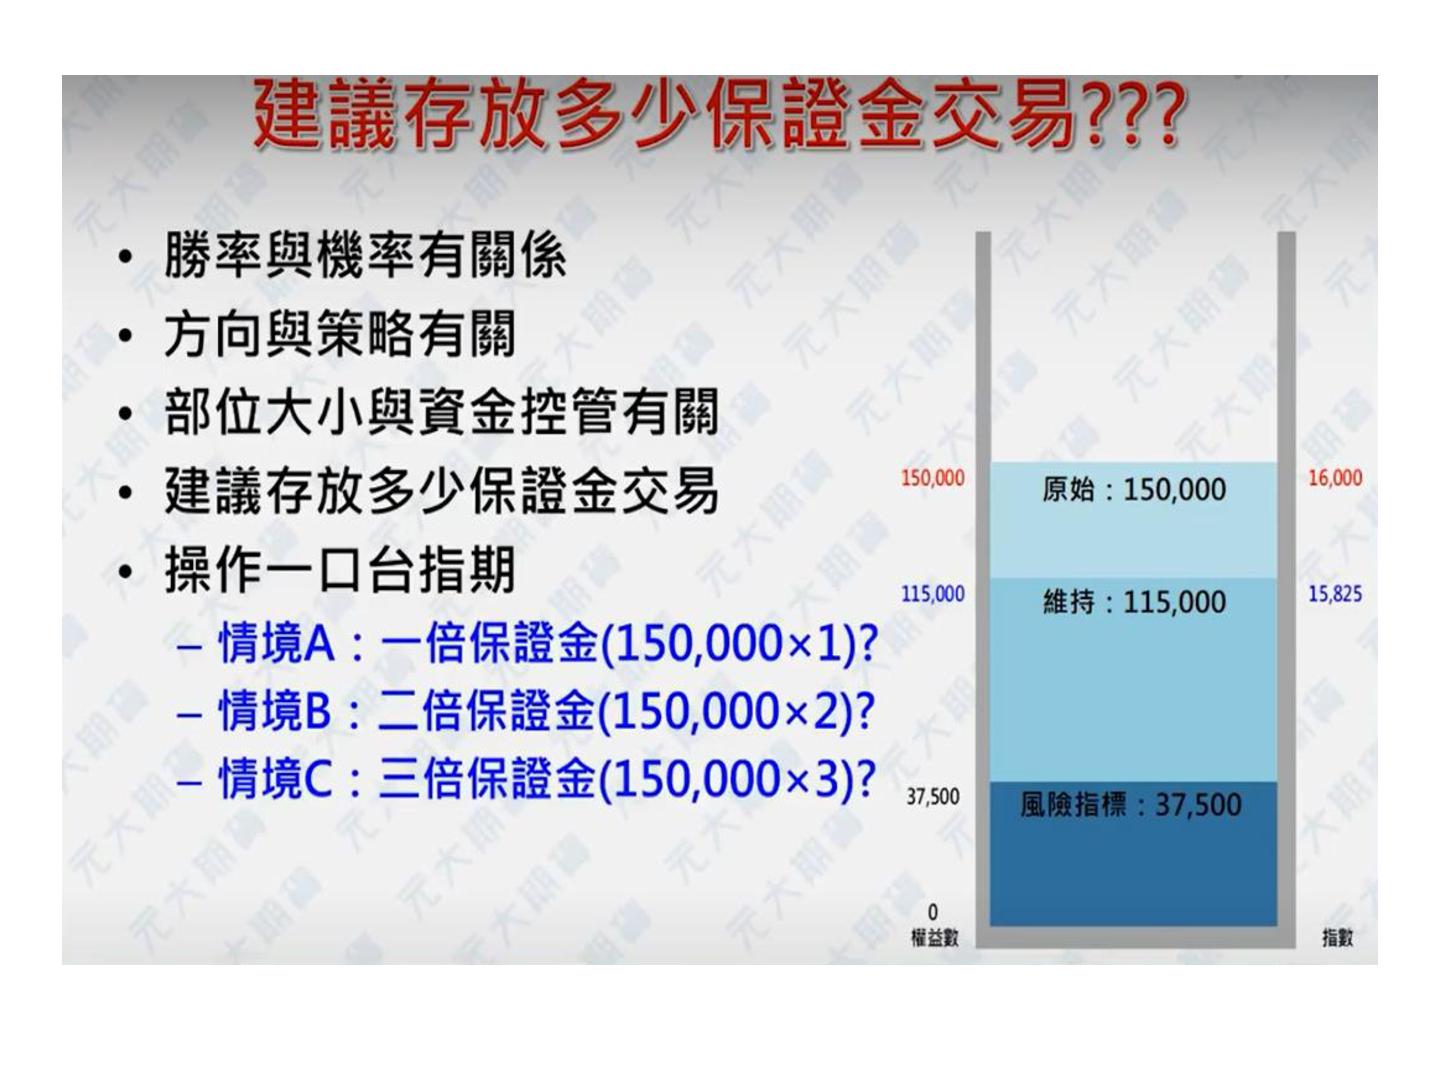 建議存放多少保證金交易???
• 勝率與機率有關係
• 方向與策略有關
• 部位大小與資金控管有關
• 建議存放多少保證金交易
• 操作一口台指期
– 情境A：一倍保證金(150,000×1)?
– 情境B：二倍保證金(150,000×2)?
– 情境C：三倍保證金(150,000×3)?
150,000
原始：150,000
16,000
115,000
維持：115,000
15,825
37,500
風險指標：37,500
0
權益數
指數
元大期貨